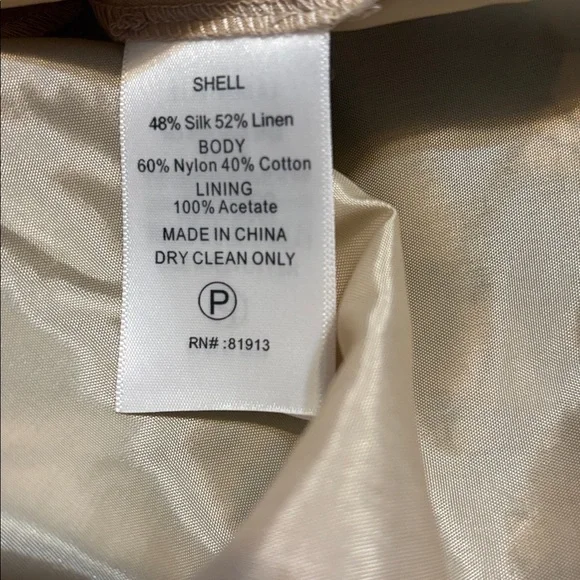 SHELL
48% Silk 52% Linen
BODY
60% Nylon 40% Cotton
LINING
100% Acetate
MADE IN CHINA
DRY CLEAN ONLY
P
RN# :81913